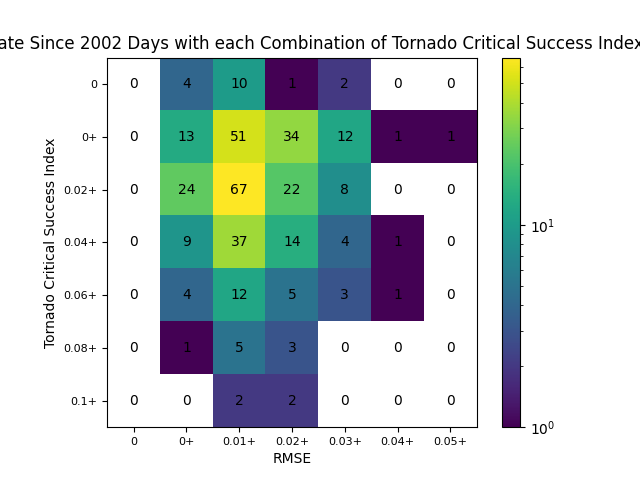 ate Since 2002 Days with each Combination of Tornado Critical Success Index
Tornado Critical Success Index
0 0 4 10 1 2 0 0
0+ 0 13 51 34 12 1 1
0.02+ 0 24 67 22 8 0 0
0.04+ 0 9 37 14 4 1 0
0.06+ 0 4 12 5 3 1 0
0.08+ 0 1 5 3 0 0 0
0.1+ 0 0 2 2 0 0 0
0 0+ 0.01+ 0.02+ 0.03+ 0.04+ 0.05+
RMSE
10¹
10⁰